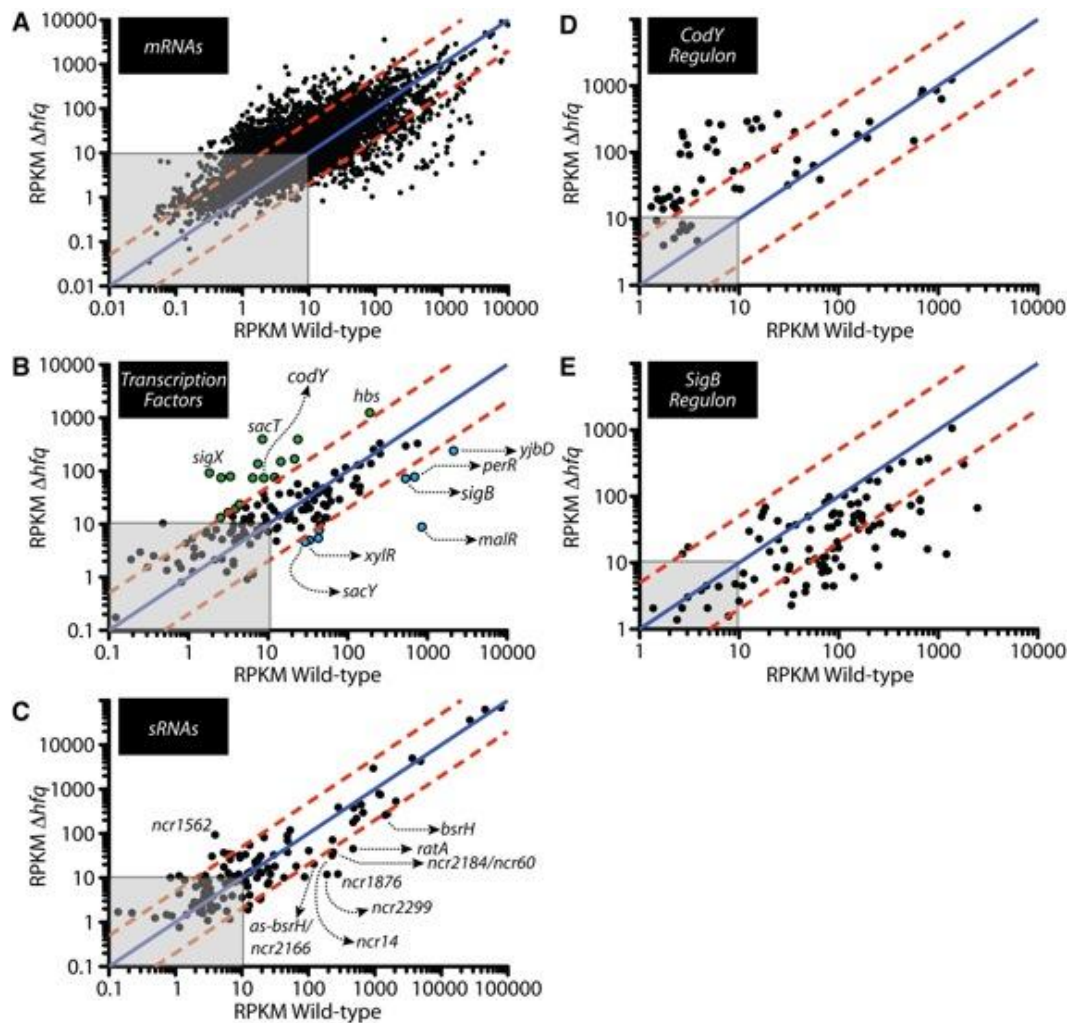 A
mRNAs
RPKM Δhfq
10000
1000
100
10
1
0.1
0.01
0.01
0.1
1
10
100
1000
10000
RPKM Wild-type
B
Transcription
Factors
RPKM Δhfq
10000
1000
100
10
1
0.1
codY
hbs
sacT
sigX
yjbD
perR
sigB
malR
xylR
sacY
0.1
1
10
100
1000
10000
RPKM Wild-type
C
sRNAs
RPKM Δhfq
10000
1000
100
10
1
0.1
ncr1562
bsrH
ratA
ncr2184/ncr60
ncr1876
ncr2299
as-bsrH/
ncr2166
ncr14
0.1
1
10
100
1000
10000
100000
RPKM Wild-type
D
CodY
Regulon
RPKM Δhfq
1000
100
10
1
1
10
100
1000
10000
RPKM Wild-type
E
SigB
Regulon
RPKM Δhfq
1000
100
10
1
1
10
100
1000
10000
RPKM Wild-type